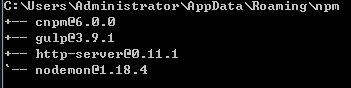 C:\Users\Administrator\AppData\Roaming\npm
+-- cnpm@6.0.0
+-- gulp@3.9.1
+-- http-server@0.11.1
`-- nodemon@1.18.4